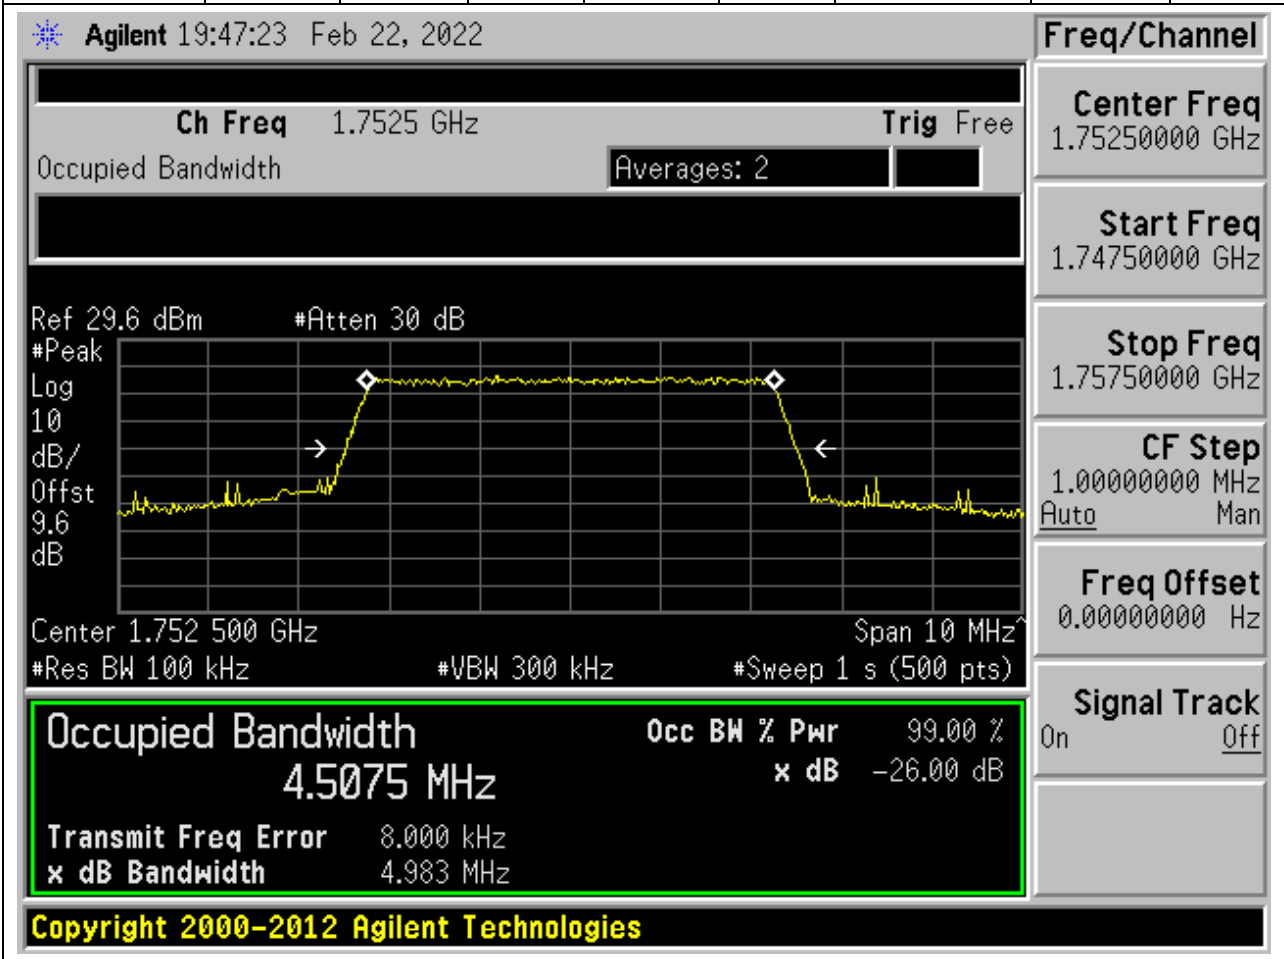 Agilent 19:47:23 Feb 22, 2022
Freq/Channel
Ch Freq 1.7525 GHz Trig Free
Occupied Bandwidth Averages: 2
Center Freq
1.75250000 GHz
Start Freq
1.74750000 GHz
Stop Freq
1.75750000 GHz
CF Step
1.00000000 MHz
Auto Man
Freq Offset
0.00000000 Hz
Signal Track
On Off
Ref 29.6 dBm #Atten 30 dB
#Peak
Log
10
dB/
Offst
9.6
dB
Center 1.752 500 GHz Span 10 MHz^
#Res BW 100 kHz #VBW 300 kHz #Sweep 1 s (500 pts)
Occupied Bandwidth
4.5075 MHz
Occ BW % Pwr 99.00 %
x dB -26.00 dB
Transmit Freq Error 8.000 kHz
x dB Bandwidth 4.983 MHz
Copyright 2000-2012 Agilent Technologies